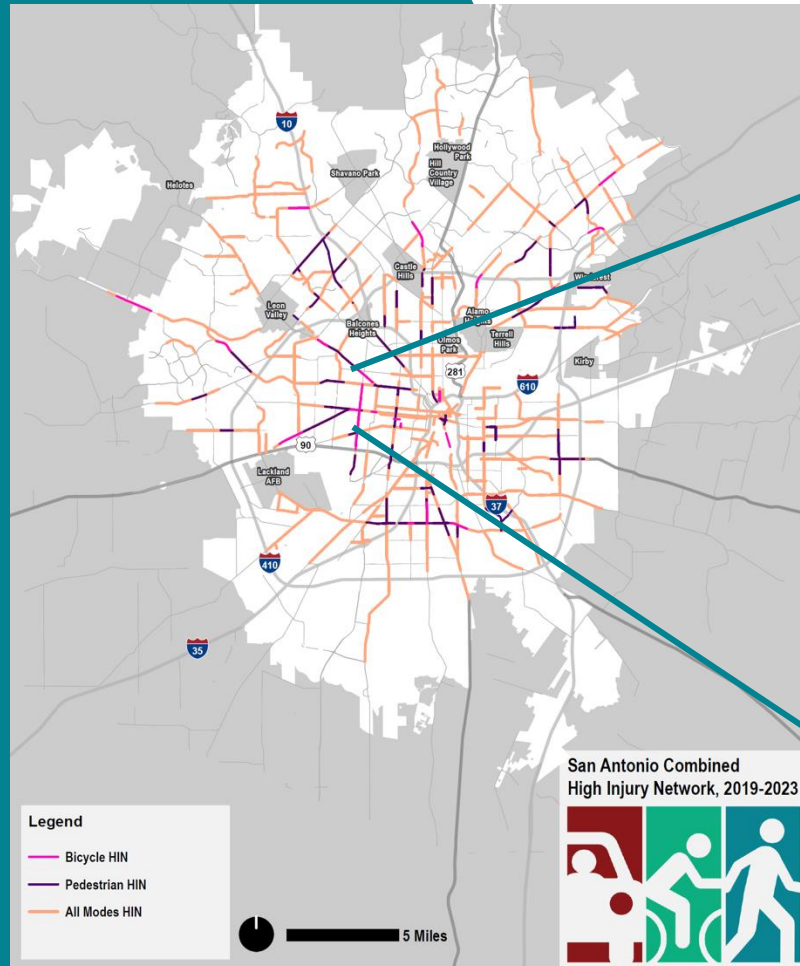 10
Hollywood
Park
Hill
Country
Village
Shavano Park
Helotes
Castle
Hills
Leon
Valley
Balcones
Heights
Alamo
Heights
Olmos
Park
Terrell
Hills
Kirby
281
610
90
Lackland
AFB
37
410
35
San Antonio Combined
High Injury Network, 2019-2023
Legend
Bicycle HIN
Pedestrian HIN
All Modes HIN
5 Miles